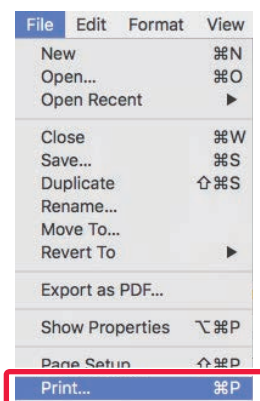 File Edit Format View
New ⌘N
Open... ⌘O
Open Recent ▶
Close ⌘W
Save... ⌘S
Duplicate ⇧⌘S
Rename...
Move To...
Revert To ▶
Export as PDF...
Show Properties ⌥⌘P
Page Setup ⇧⌘P
Print... ⌘P